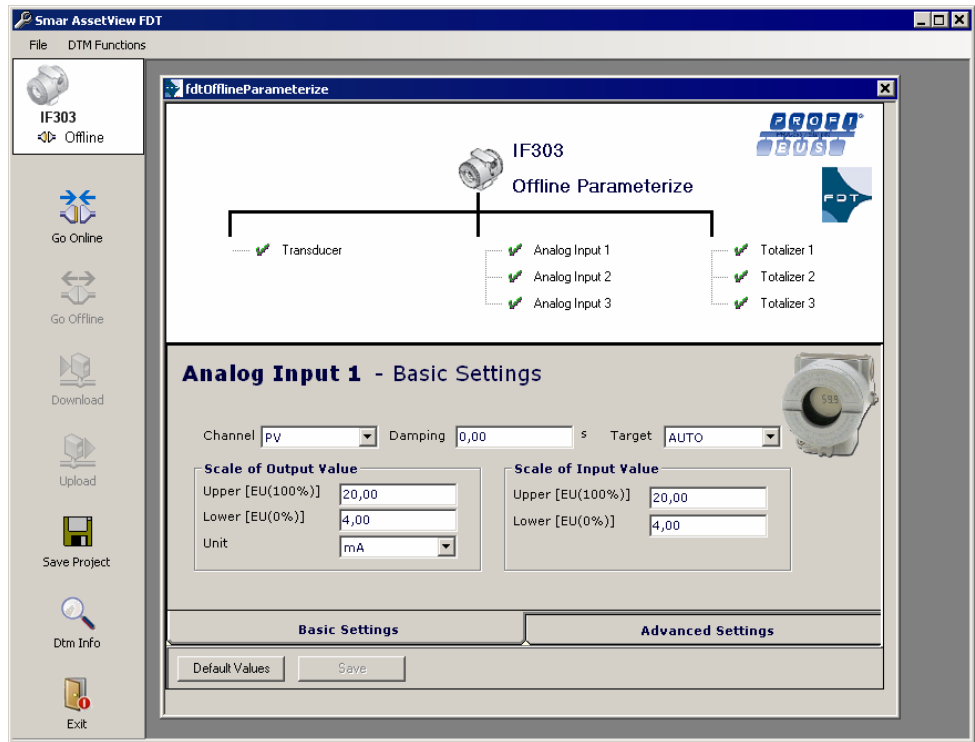 Smar AssetView FDT
File DTM Functions
IF303
Offline
Go Online
Go Offline
Download
Upload
Save Project
Dtm Info
Exit
fdtOfflineParameterize
PROFI
BUS
FDT
IF303
Offline Parameterize
Transducer
Analog Input 1
Analog Input 2
Analog Input 3
Totalizer 1
Totalizer 2
Totalizer 3
Analog Input 1 - Basic Settings
Channel PV Damping 0,00 s Target AUTO
Scale of Output Value
Upper [EU(100%)] 20,00
Lower [EU(0%)] 4,00
Unit mA
Scale of Input Value
Upper [EU(100%)] 20,00
Lower [EU(0%)] 4,00
Basic Settings Advanced Settings
Default Values Save